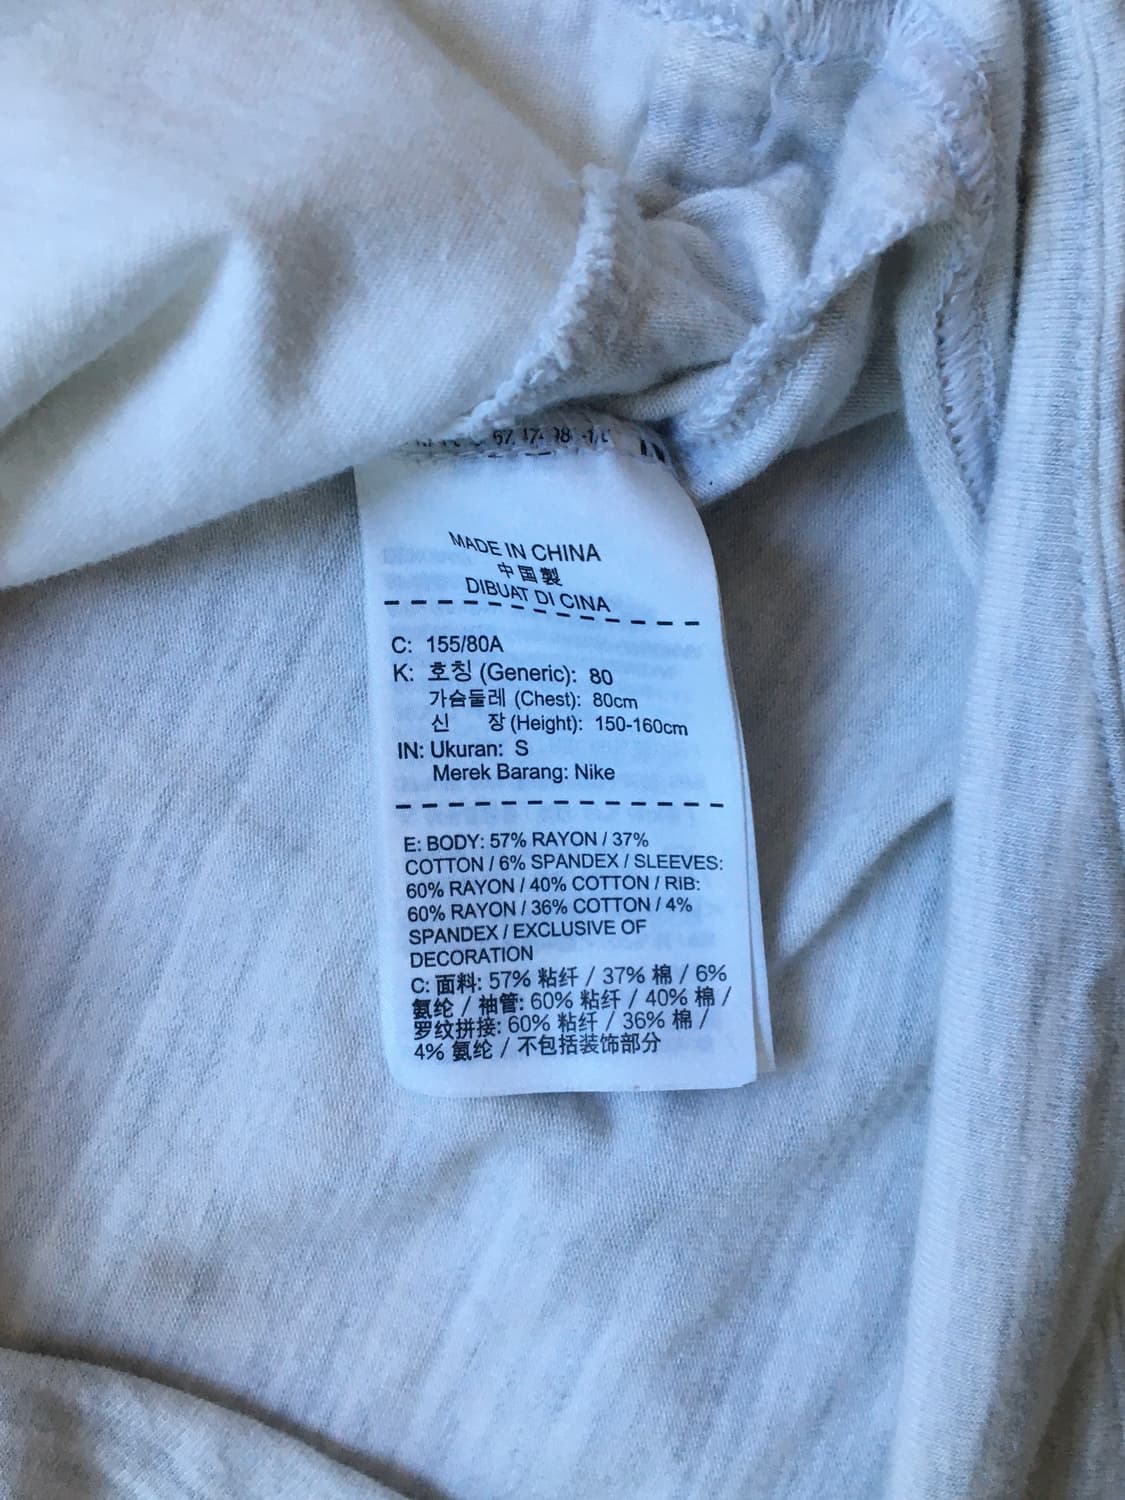 MADE IN CHINA
中国製
DIBUAT DI CINA
C: 155/80A
K: 호칭 (Generic): 80
가슴둘레 (Chest): 80cm
신 장 (Height): 150-160cm
IN: Ukuran: S
Merek Barang: Nike
E: BODY: 57% RAYON / 37%
COTTON / 6% SPANDEX / SLEEVES:
60% RAYON / 40% COTTON / RIB:
60% RAYON / 36% COTTON / 4%
SPANDEX / EXCLUSIVE OF
DECORATION
C: 面料: 57% 粘纤 / 37% 棉 / 6%
氨纶 / 袖管: 60% 粘纤 / 40% 棉 /
罗纹拼接: 60% 粘纤 / 36% 棉 /
4% 氨纶 / 不包括装饰部分